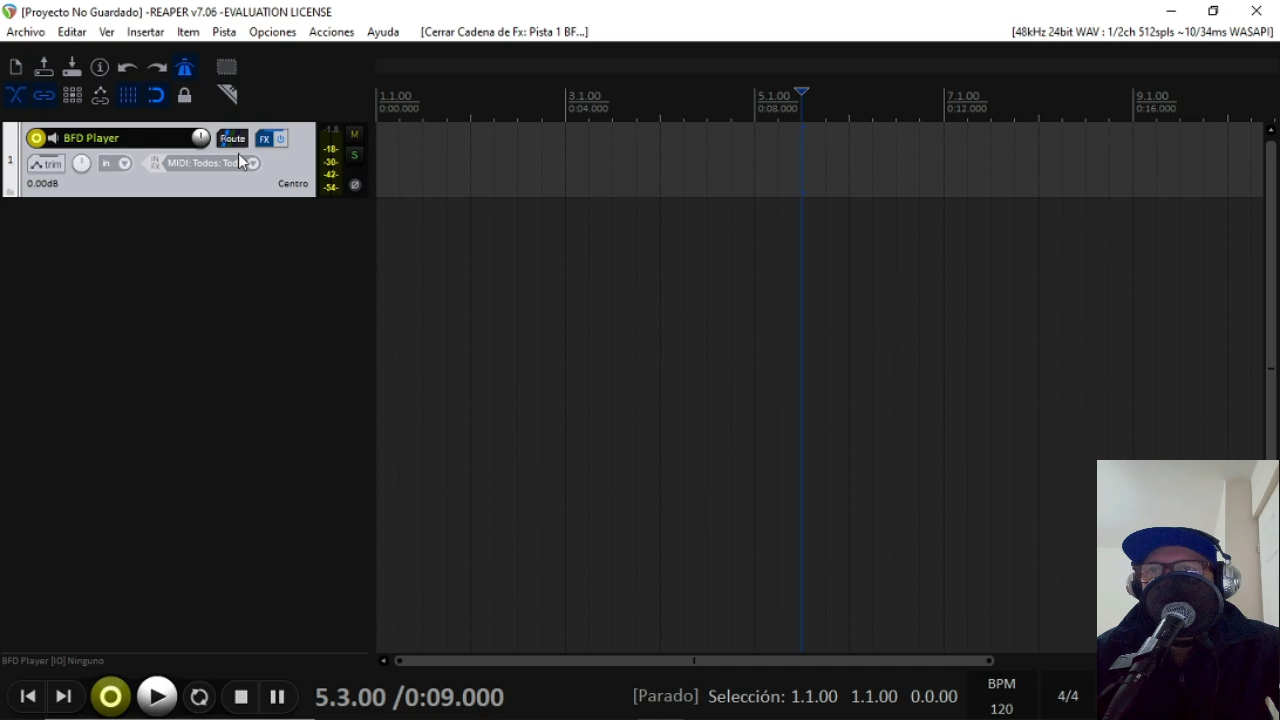 [Proyecto No Guardado] -REAPER v7.06 -EVALUATION LICENSE
Archivo Editar Ver Insertar Item Pista Opciones Acciones Ayuda [Cerrar Cadena de Fx: Pista 1 BF...] [48kHz 24bit WAV : 1/2ch 512spls ~10/34ms WASAPI]
1.1.00 3.1.00 5.1.00 7.1.00 9.1.00
0:00.000 0:04.000 0:08.000 0:12.000 0:16.000
BFD Player Route FX -1.8 M
1 trim in IN FX MIDI: Todos: Tod -18- S
-30-
-42-
0.00dB Centro -54-
BFD Player [IO] Ninguno
5.3.00 /0:09.000 [Parado] Selección: 1.1.00 1.1.00 0.0.00 BPM 4/4
120